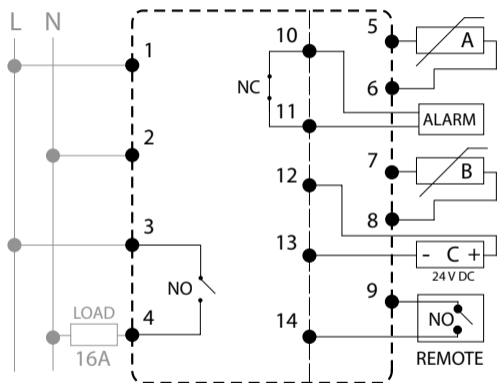 L N
1
2
3
4
NO
LOAD
16A
10
NC
11
12
13
14
5
A
6
ALARM
7
B
8
- C +
24 V DC
9
NO
REMOTE